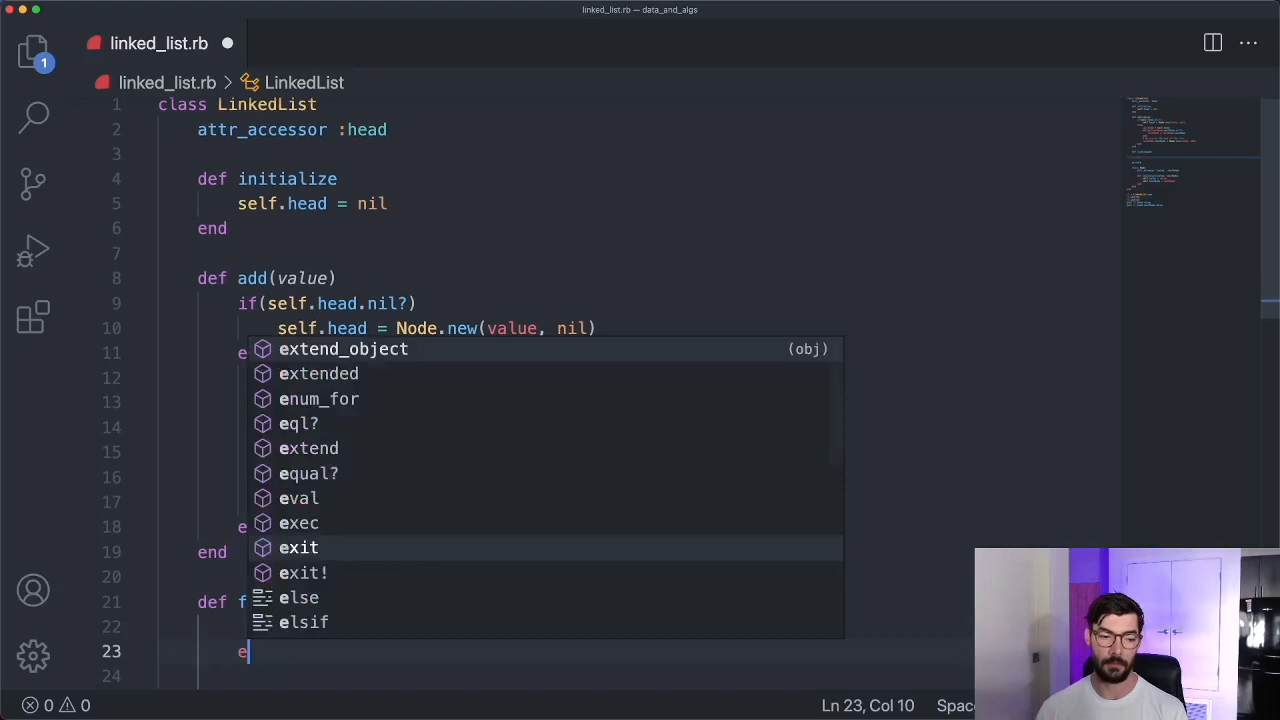 linked_list.rb — data_and_algs
linked_list.rb
1
linked_list.rb > LinkedList
1 class LinkedList
2 attr_accessor :head
3
4 def initialize
5 self.head = nil
6 end
7
8 def add(value)
9 if(self.head.nil?)
10 self.head = Node.new(value, nil)
11 e
extend_object (obj)
12
extended
13
enum_for
14
eql?
15
extend
16
equal?
17
eval
18 e
exec
19 end
exit
20
exit!
21 def f
else
22
elsif
23 e
24
0 0
Ln 23, Col 10
Space